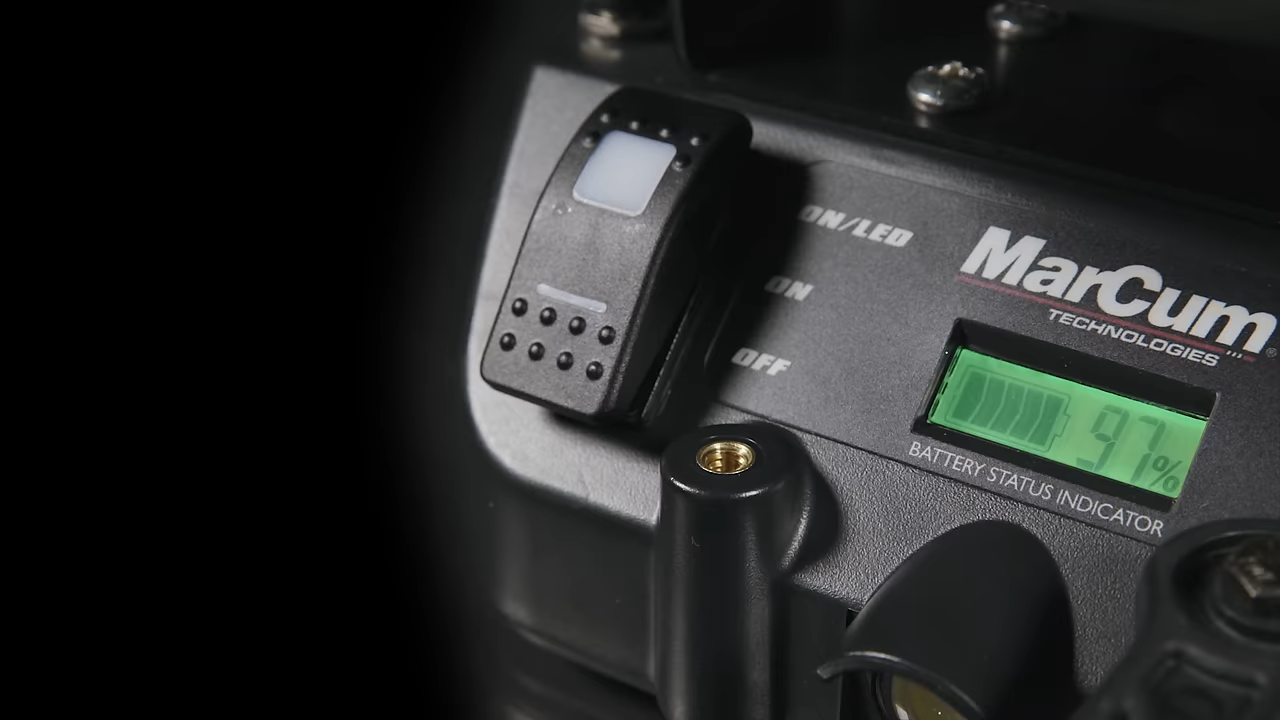 ON/LED
ON
OFF
MarCum
TECHNOLOGIES
®
97%
BATTERY STATUS INDICATOR